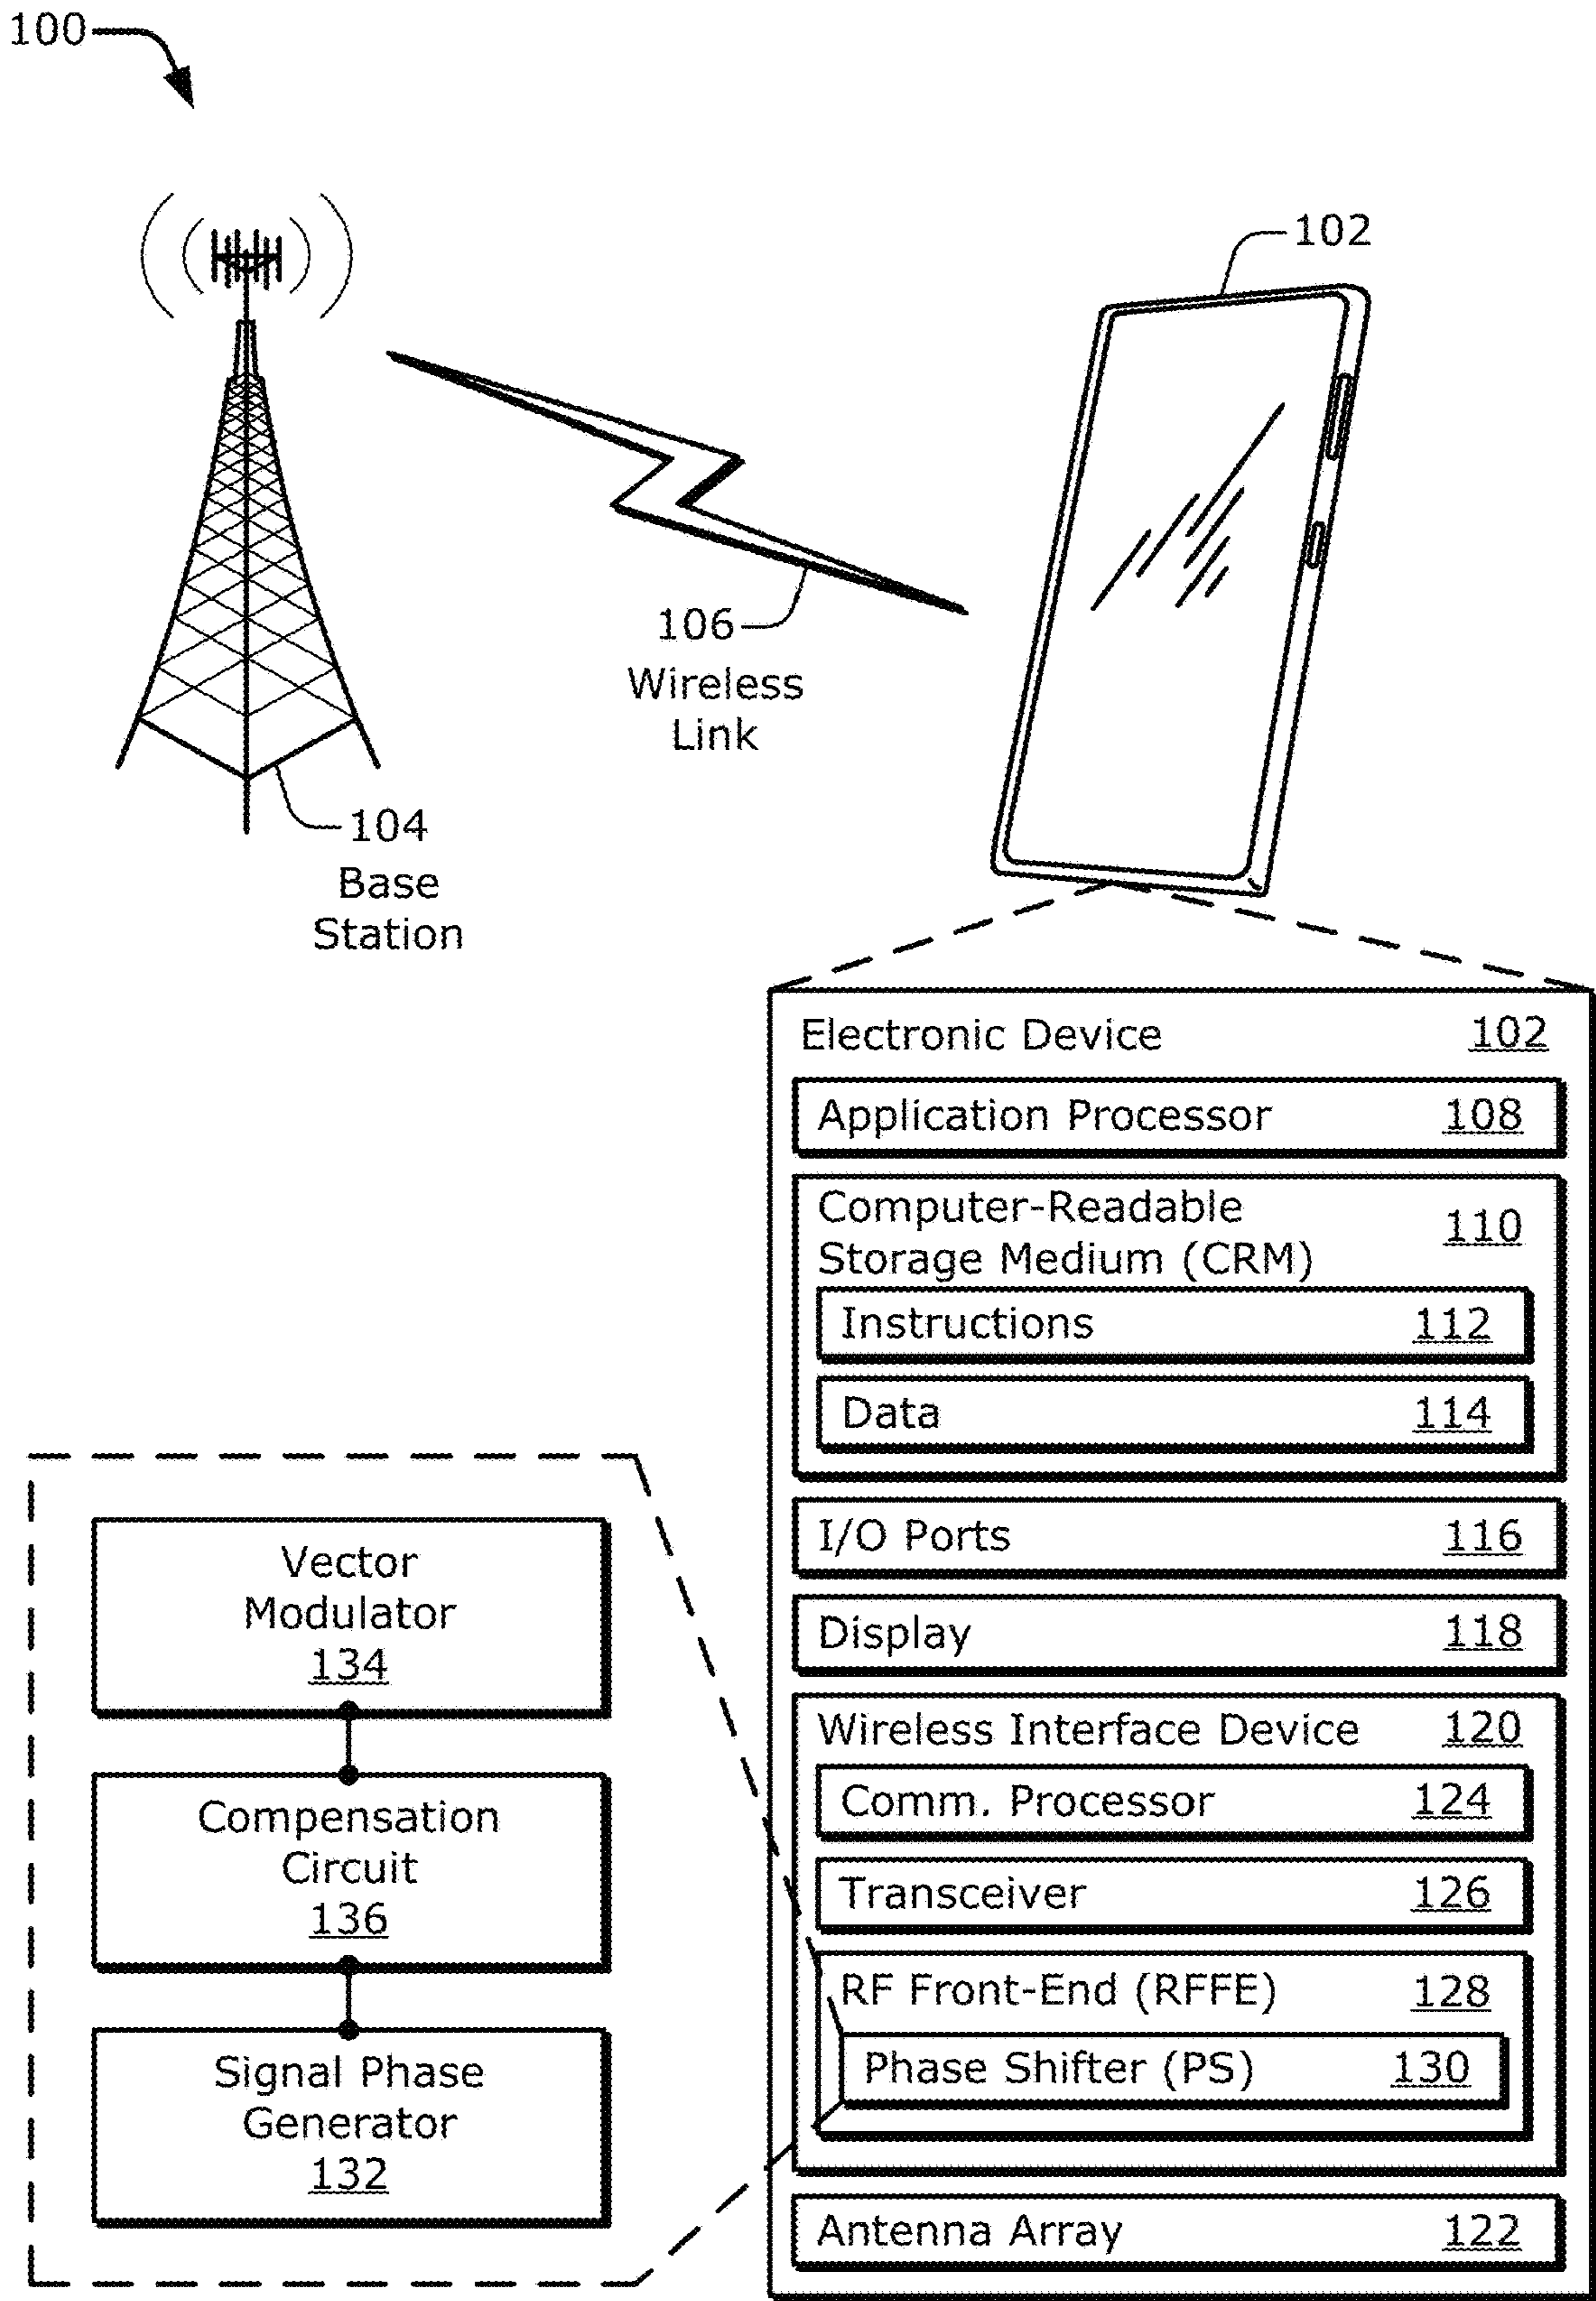 100
102
106
Wireless
Link
104
Base
Station
Electronic Device 102
Application Processor 108
Computer-Readable
Storage Medium (CRM) 110
Instructions 112
Data 114
I/O Ports 116
Display 118
Wireless Interface Device 120
Comm. Processor 124
Transceiver 126
RF Front-End (RFFE) 128
Phase Shifter (PS) 130
Antenna Array 122
Vector
Modulator
134
Compensation
Circuit
136
Signal Phase
Generator
132